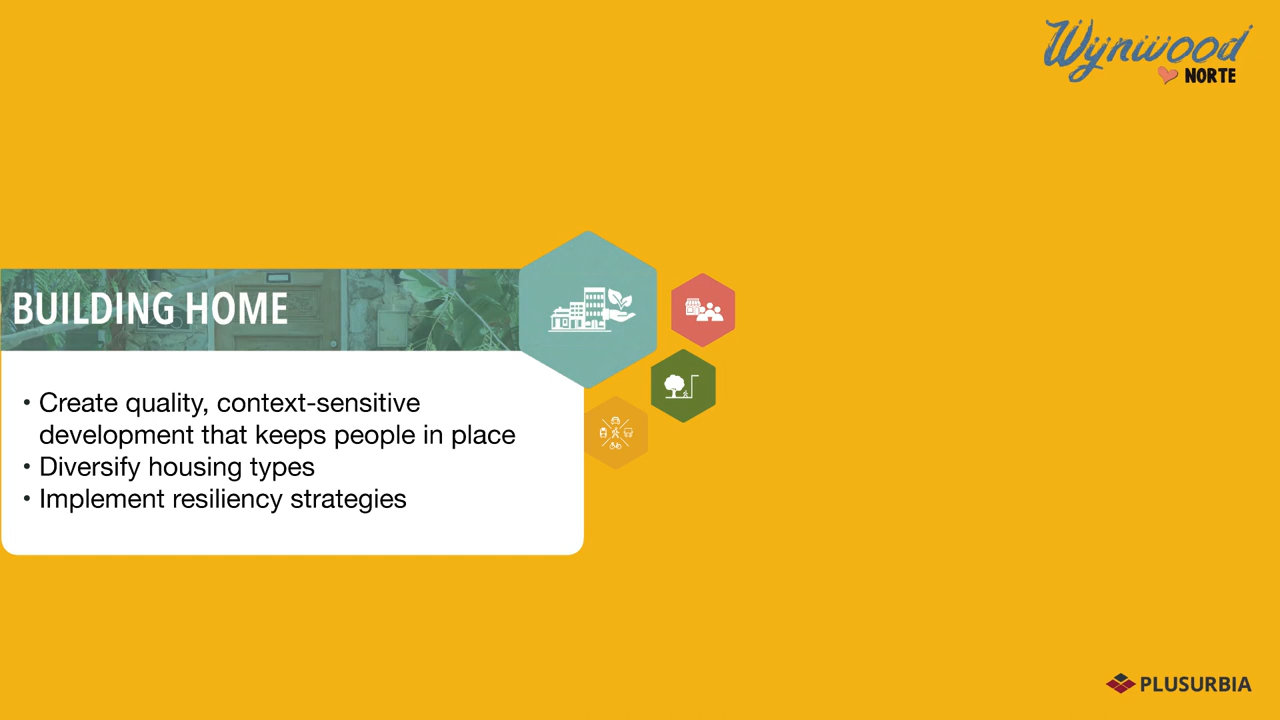 Wynwood
NORTE
BUILDING HOME
• Create quality, context-sensitive
development that keeps people in place
• Diversify housing types
• Implement resiliency strategies
PLUSURBIA